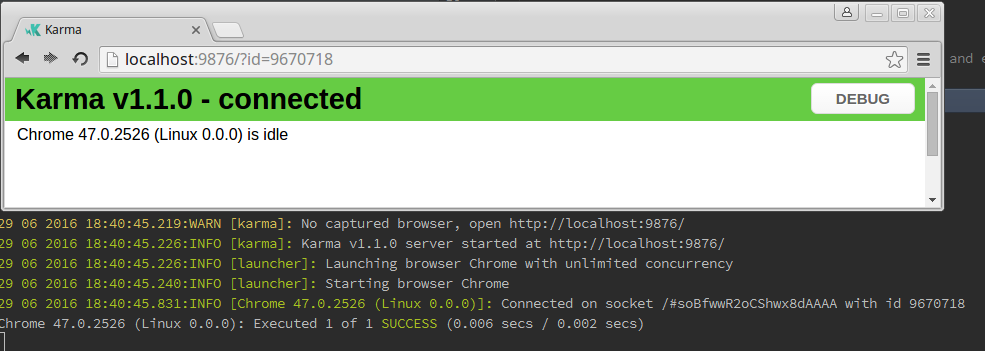 Karma
localhost:9876/?id=9670718
and e
Karma v1.1.0 - connected
DEBUG
Chrome 47.0.2526 (Linux 0.0.0) is idle
29 06 2016 18:40:45.219:WARN [karma]: No captured browser, open http://localhost:9876/
29 06 2016 18:40:45.226:INFO [karma]: Karma v1.1.0 server started at http://localhost:9876/
29 06 2016 18:40:45.226:INFO [launcher]: Launching browser Chrome with unlimited concurrency
29 06 2016 18:40:45.240:INFO [launcher]: Starting browser Chrome
29 06 2016 18:40:45.831:INFO [Chrome 47.0.2526 (Linux 0.0.0)]: Connected on socket /#soBfwwR2oCShwx8dAAAA with id 9670718
Chrome 47.0.2526 (Linux 0.0.0): Executed 1 of 1 SUCCESS (0.006 secs / 0.002 secs)